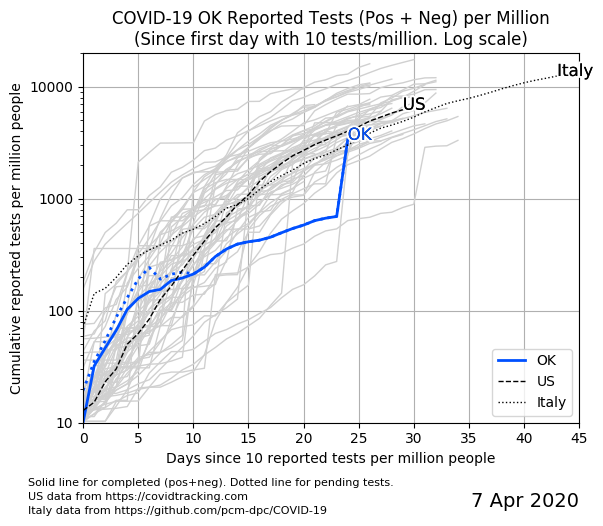 COVID-19 OK Reported Tests (Pos + Neg) per Million
(Since first day with 10 tests/million. Log scale)
Cumulative reported tests per million people
10000
1000
100
10
Italy
US
OK
OK
US
Italy
0 5 10 15 20 25 30 35 40 45
Days since 10 reported tests per million people
Solid line for completed (pos+neg). Dotted line for pending tests.
US data from https://covidtracking.com
Italy data from https://github.com/pcm-dpc/COVID-19
7 Apr 2020